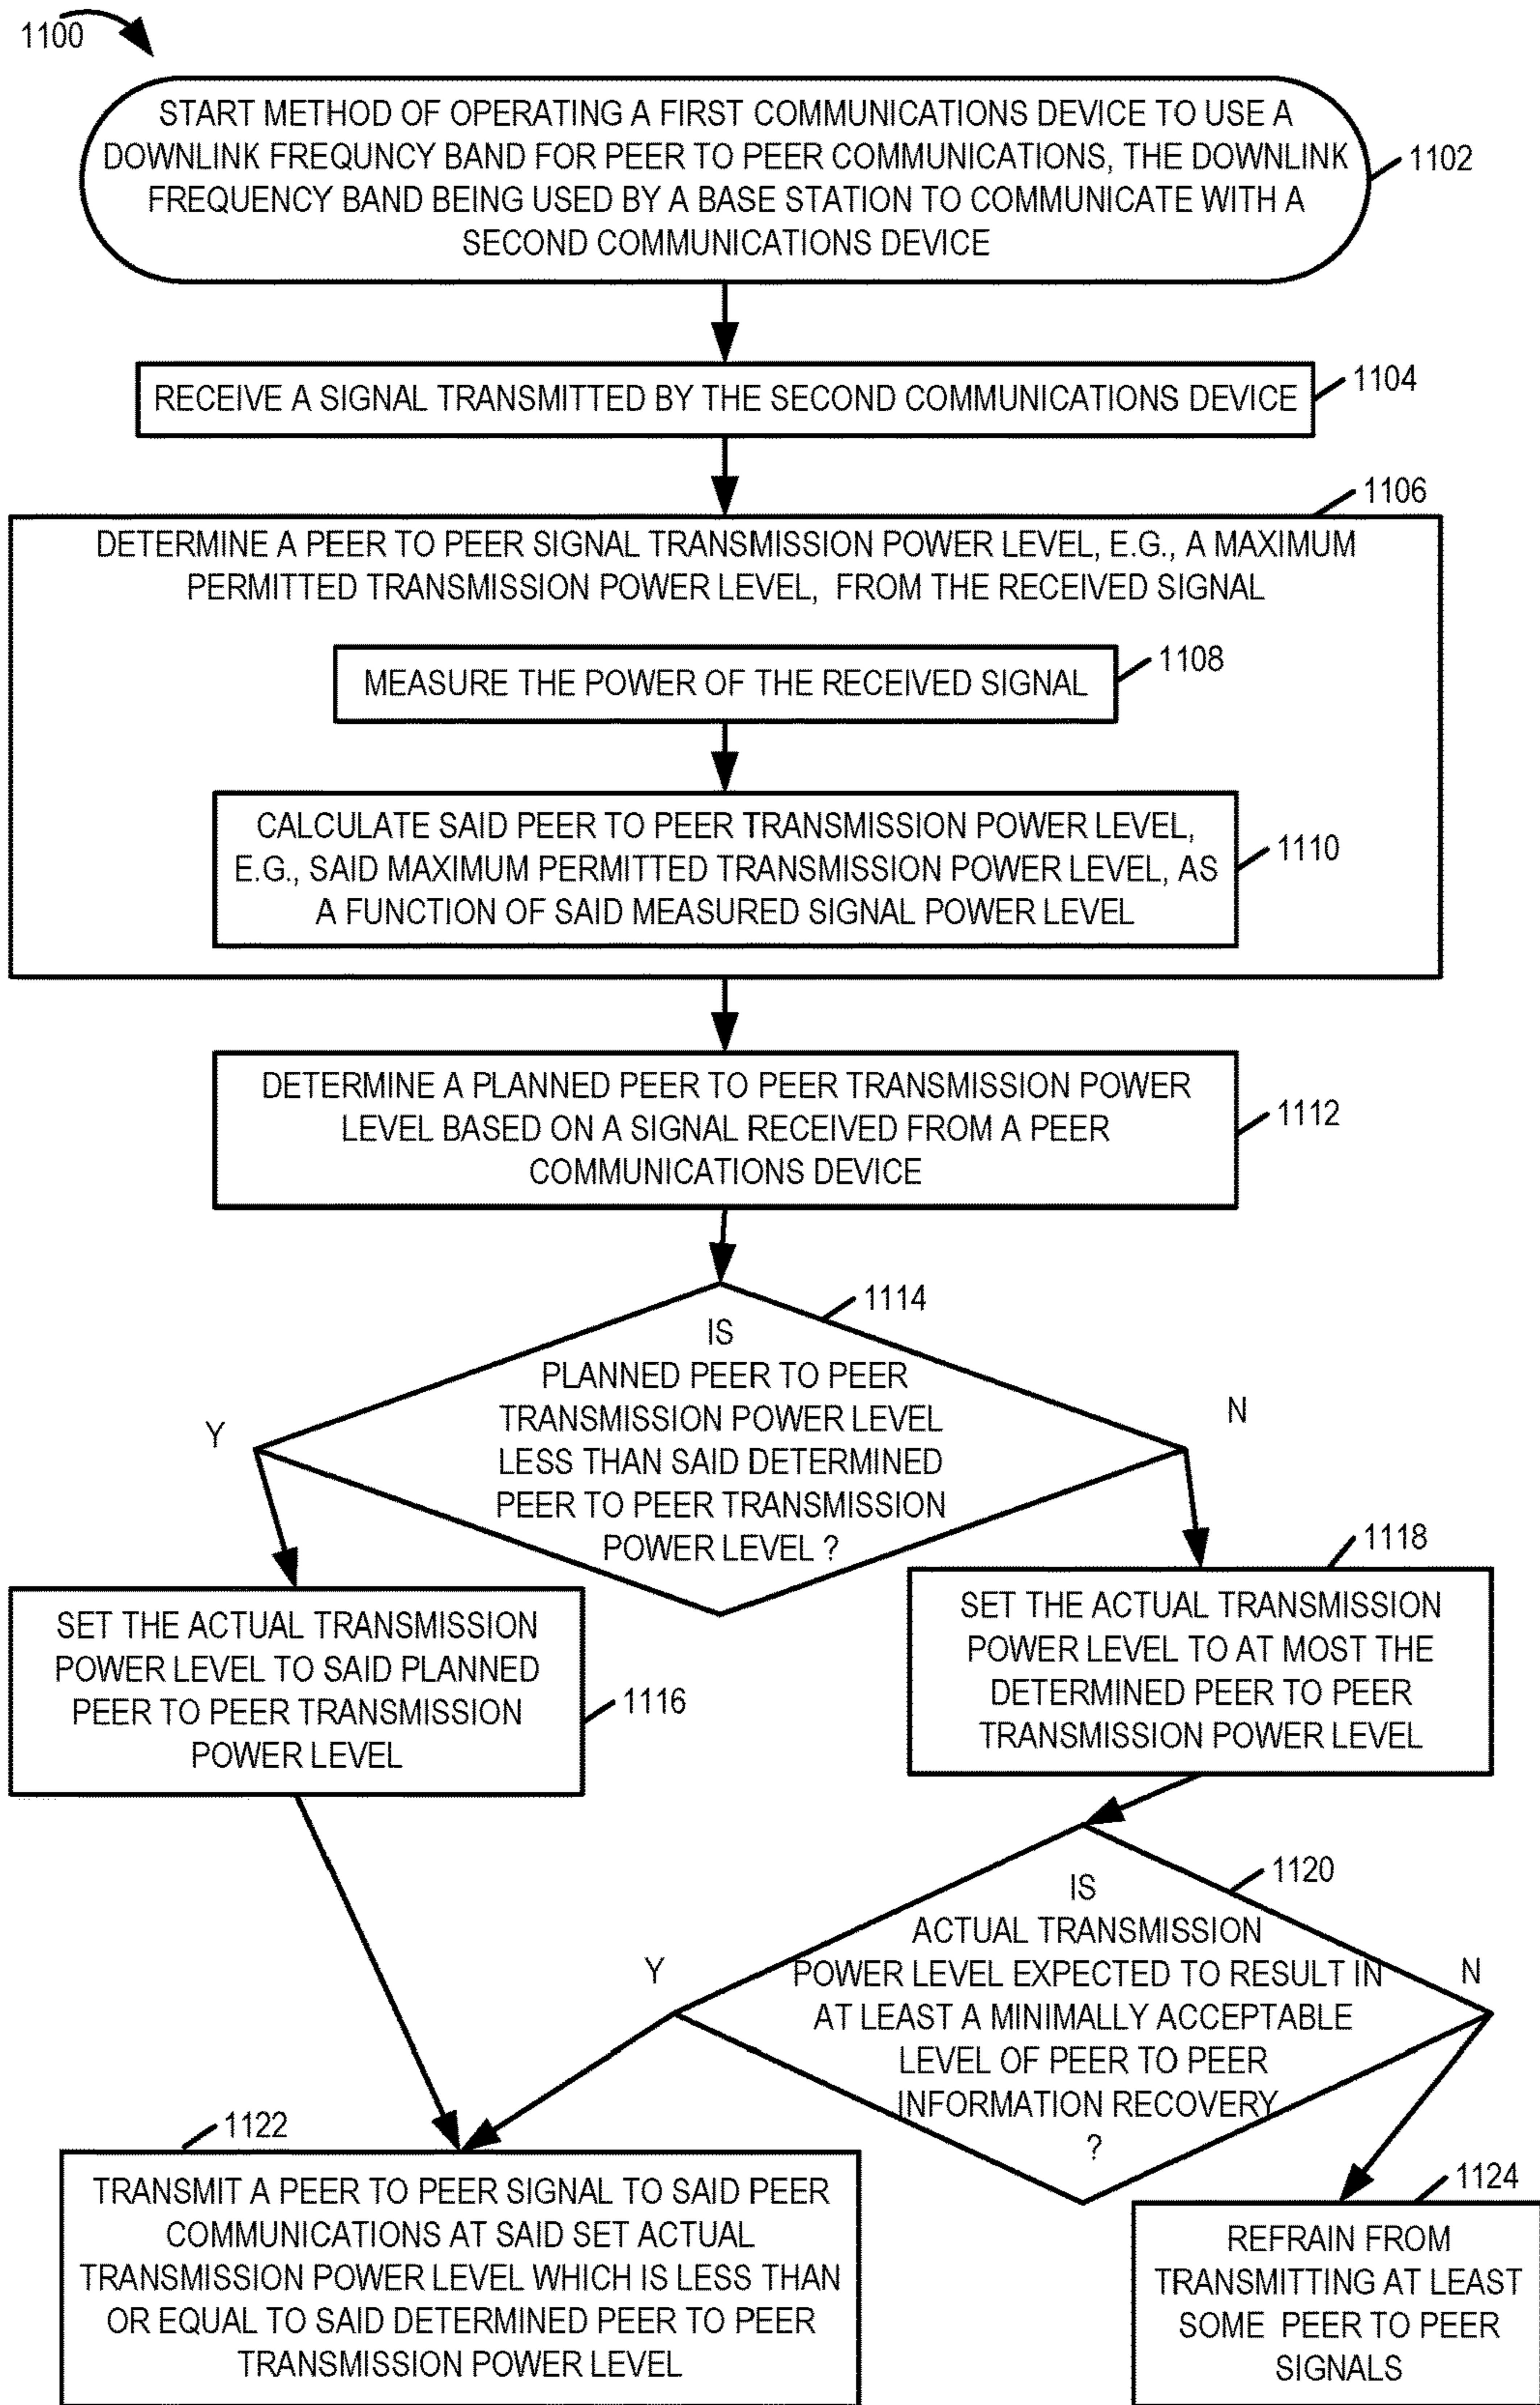 1100
START METHOD OF OPERATING A FIRST COMMUNICATIONS DEVICE TO USE A
DOWNLINK FREQUNCY BAND FOR PEER TO PEER COMMUNICATIONS, THE DOWNLINK
FREQUENCY BAND BEING USED BY A BASE STATION TO COMMUNICATE WITH A
SECOND COMMUNICATIONS DEVICE
1102
RECEIVE A SIGNAL TRANSMITTED BY THE SECOND COMMUNICATIONS DEVICE
1104
1106
DETERMINE A PEER TO PEER SIGNAL TRANSMISSION POWER LEVEL, E.G., A MAXIMUM
PERMITTED TRANSMISSION POWER LEVEL, FROM THE RECEIVED SIGNAL
MEASURE THE POWER OF THE RECEIVED SIGNAL
1108
CALCULATE SAID PEER TO PEER TRANSMISSION POWER LEVEL,
E.G., SAID MAXIMUM PERMITTED TRANSMISSION POWER LEVEL, AS
A FUNCTION OF SAID MEASURED SIGNAL POWER LEVEL
1110
DETERMINE A PLANNED PEER TO PEER TRANSMISSION POWER
LEVEL BASED ON A SIGNAL RECEIVED FROM A PEER
COMMUNICATIONS DEVICE
1112
1114
IS
PLANNED PEER TO PEER
TRANSMISSION POWER LEVEL
LESS THAN SAID DETERMINED
PEER TO PEER TRANSMISSION
POWER LEVEL ?
Y
N
SET THE ACTUAL TRANSMISSION
POWER LEVEL TO SAID PLANNED
PEER TO PEER TRANSMISSION
POWER LEVEL
1116
1118
SET THE ACTUAL TRANSMISSION
POWER LEVEL TO AT MOST THE
DETERMINED PEER TO PEER
TRANSMISSION POWER LEVEL
1120
IS
ACTUAL TRANSMISSION
POWER LEVEL EXPECTED TO RESULT IN
AT LEAST A MINIMALLY ACCEPTABLE
LEVEL OF PEER TO PEER
INFORMATION RECOVERY
?
Y
N
1122
TRANSMIT A PEER TO PEER SIGNAL TO SAID PEER
COMMUNICATIONS AT SAID SET ACTUAL
TRANSMISSION POWER LEVEL WHICH IS LESS THAN
OR EQUAL TO SAID DETERMINED PEER TO PEER
TRANSMISSION POWER LEVEL
1124
REFRAIN FROM
TRANSMITTING AT LEAST
SOME PEER TO PEER
SIGNALS